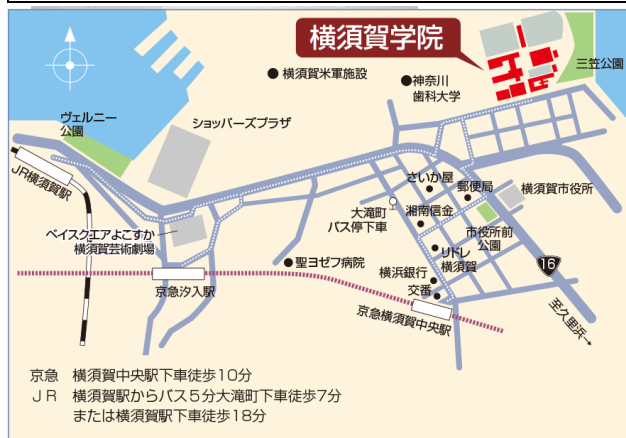 横須賀学院
三笠公園
横須賀米軍施設
神奈川
歯科大学
ヴェルニー
公園
ショッパーズプラザ
JR横須賀駅
さいか屋
郵便局
横須賀市役所
大滝町
バス停下車
湘南信金
市役所前
公園
ベイスクエアよこすか
横須賀芸術劇場
リドレ
横須賀
聖ヨゼフ病院
横浜銀行
16
交番
京急汐入駅
京急横須賀中央駅
至久里浜→
京急 横須賀中央駅下車徒歩10分
JR 横須賀駅からバス5分大滝町下車徒歩7分
または横須賀駅下車徒歩18分